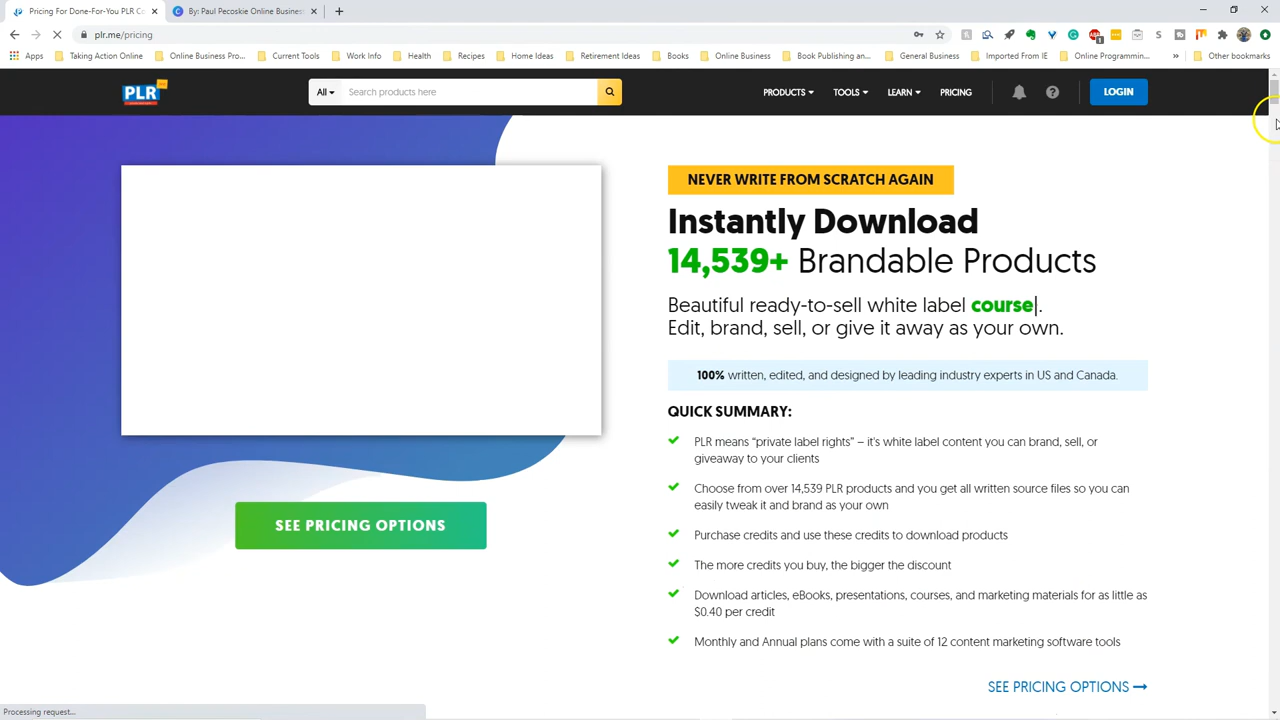 Pricing For Done-For-You PLR C
By: Paul Pecoskie Online Busines
plr.me/pricing
Apps
Taking Action Online
Online Business Pro...
Current Tools
Work Info
Health
Recipes
Home Ideas
Retirement Ideas
Books
Online Business
Book Publishing an...
General Business
Imported From IE
Online Programmin...
Other bookmarks
PLR
All
Search products here
PRODUCTS
TOOLS
LEARN
PRICING
LOGIN
NEVER WRITE FROM SCRATCH AGAIN
Instantly Download
14,539+ Brandable Products
Beautiful ready-to-sell white label course|.
Edit, brand, sell, or give it away as your own.
100% written, edited, and designed by leading industry experts in US and Canada.
QUICK SUMMARY:
PLR means “private label rights” – it's white label content you can brand, sell, or
giveaway to your clients
Choose from over 14,539 PLR products and you get all written source files so you can
easily tweak it and brand as your own
Purchase credits and use these credits to download products
The more credits you buy, the bigger the discount
Download articles, eBooks, presentations, courses, and marketing materials for as little as
$0.40 per credit
Monthly and Annual plans come with a suite of 12 content marketing software tools
SEE PRICING OPTIONS
SEE PRICING OPTIONS
Processing request...